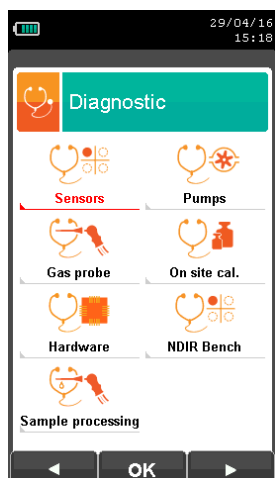 29/04/16
15:18
Diagnostic
Sensors
Pumps
Gas probe
On site cal.
Hardware
NDIR Bench
Sample processing
OK